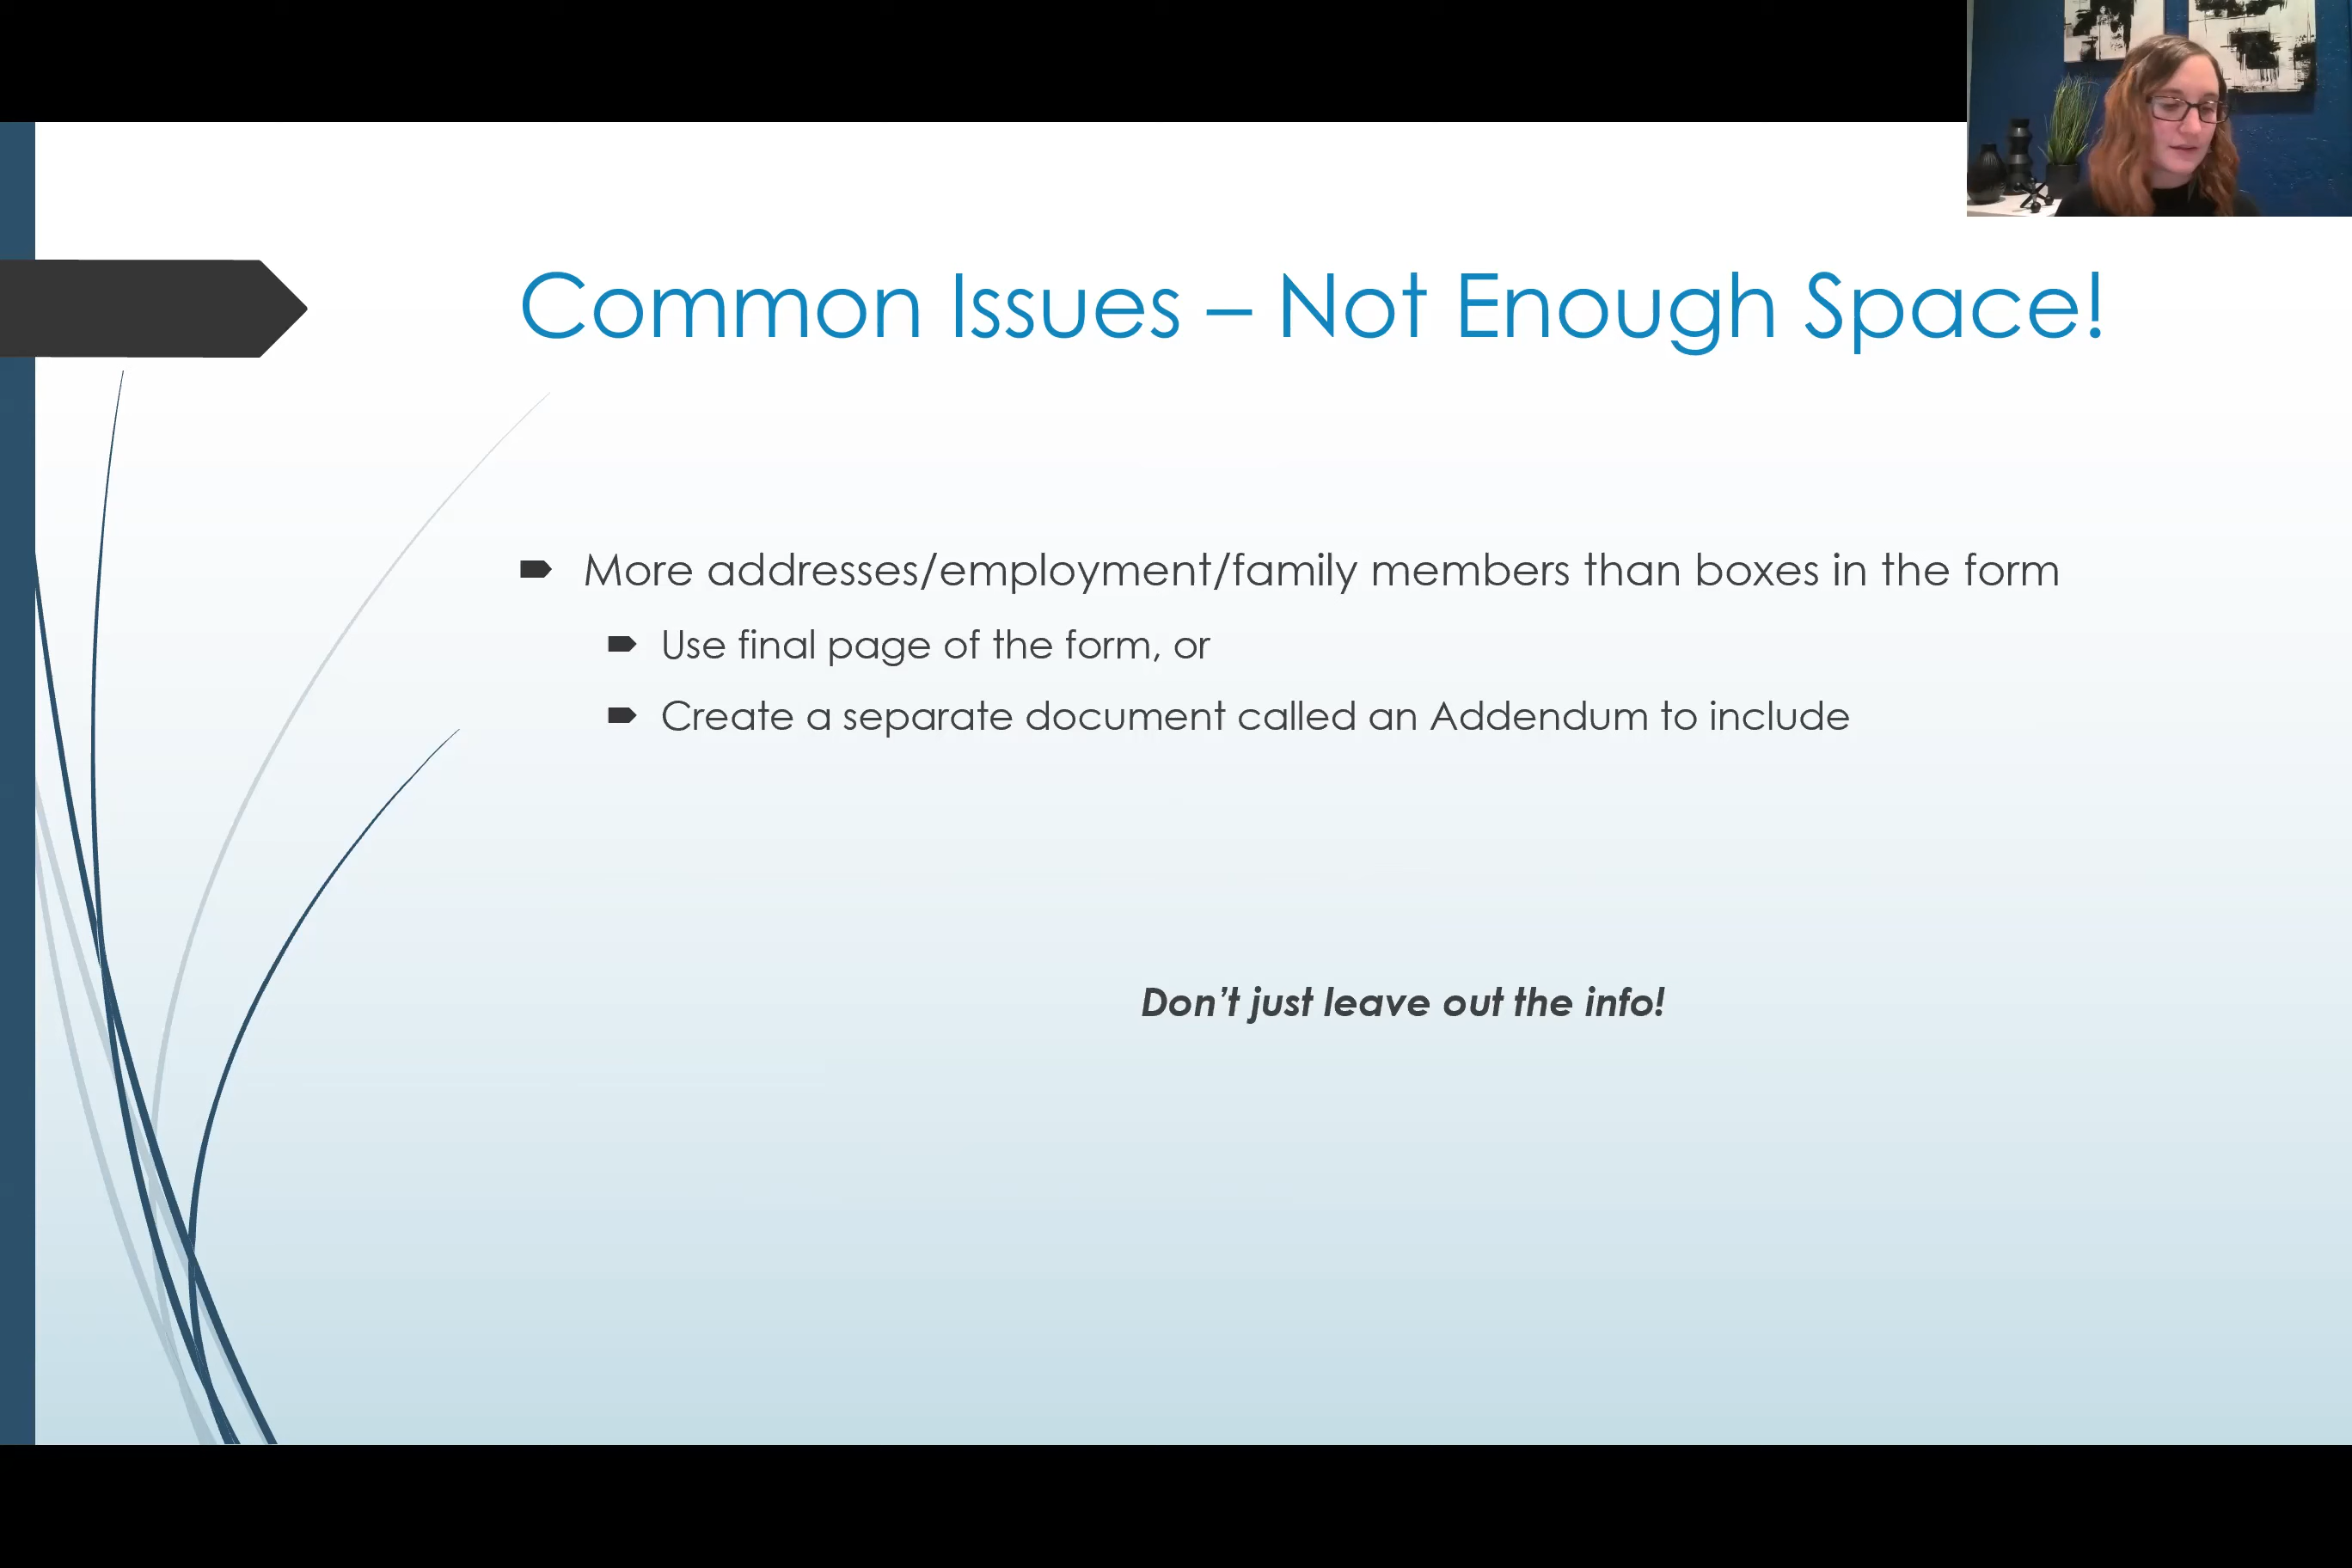 Common Issues – Not Enough Space!
More addresses/employment/family members than boxes in the form
Use final page of the form, or
Create a separate document called an Addendum to include
Don’t just leave out the info!